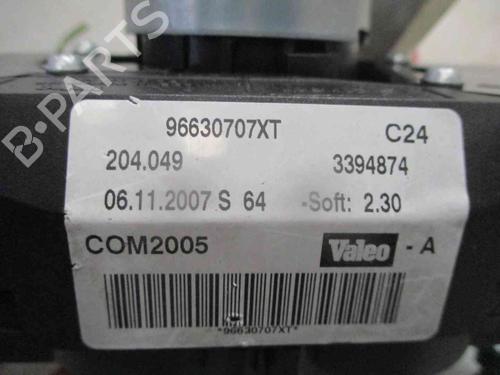 B-PARTS
96630707XT C24
204.049 3394874
06.11.2007 S 64 -Soft: 2.30
COM2005 Valeo - A
*96630707XT*